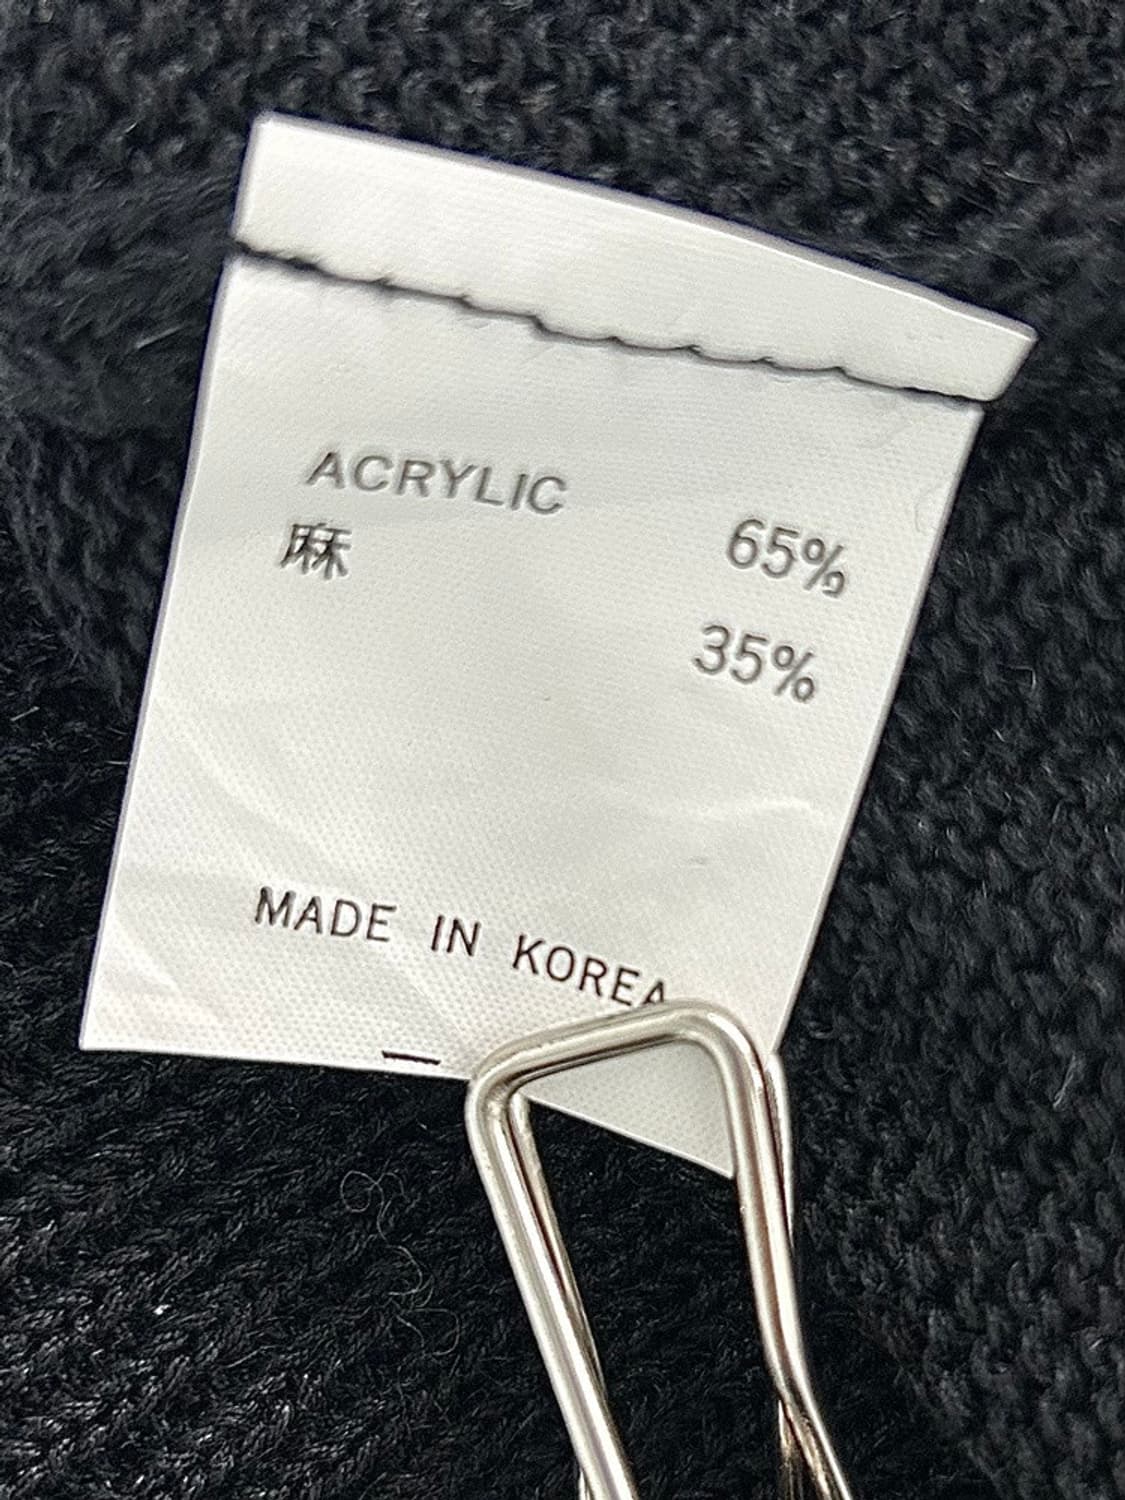 ACRYLIC 65%
麻 35%
MADE IN KOREA